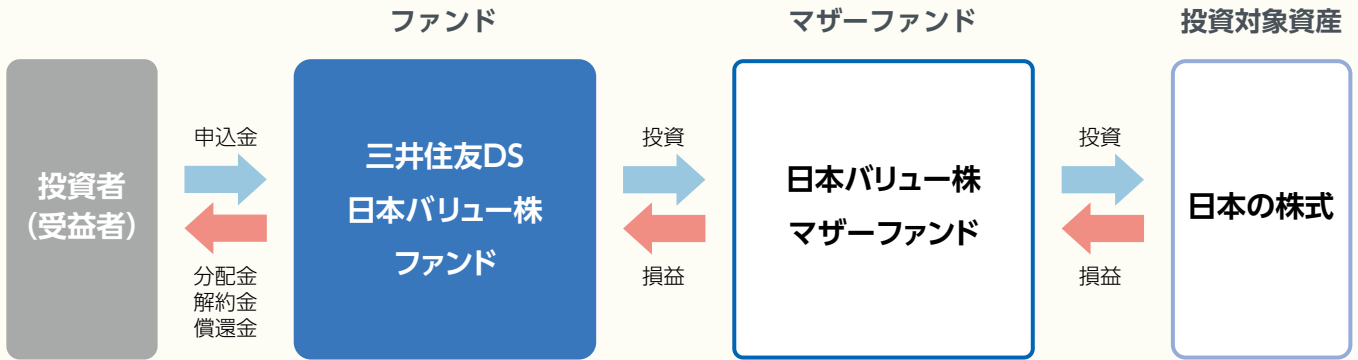 ファンド
マザーファンド
投資対象資産
投資者
(受益者)
申込金
分配金
解約金
償還金
三井住友DS
日本バリュー株
ファンド
投資
損益
日本バリュー株
マザーファンド
投資
損益
日本の株式